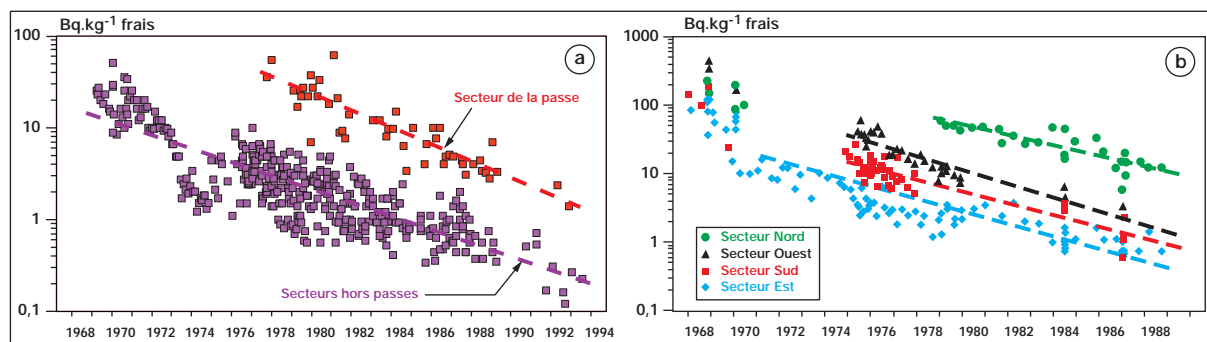 Bq.kg⁻¹ frais
100
10
1
0,1
a
Secteur de la passe
Secteurs hors passes
1968 1970 1972 1974 1976 1978 1980 1982 1984 1986 1988 1990 1992 1994
Bq.kg⁻¹ frais
1000
100
10
1
0,1
b
Secteur Nord
Secteur Ouest
Secteur Sud
Secteur Est
1968 1970 1972 1974 1976 1978 1980 1982 1984 1986 1988